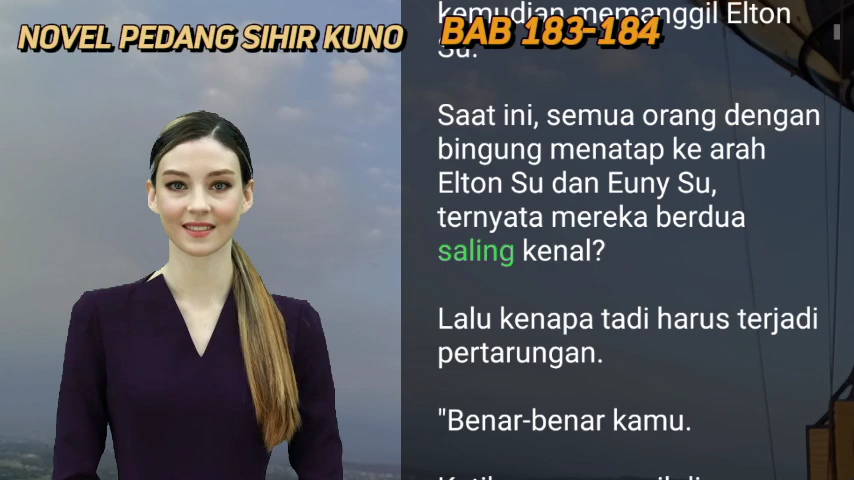 NOVEL PEDANG SIHIR KUNO
BAB 183-184
kemudian memanggil Elton
Su.
Saat ini, semua orang dengan
bingung menatap ke arah
Elton Su dan Euny Su,
ternyata mereka berdua
saling kenal?
Lalu kenapa tadi harus terjadi
pertarungan.
"Benar-benar kamu.